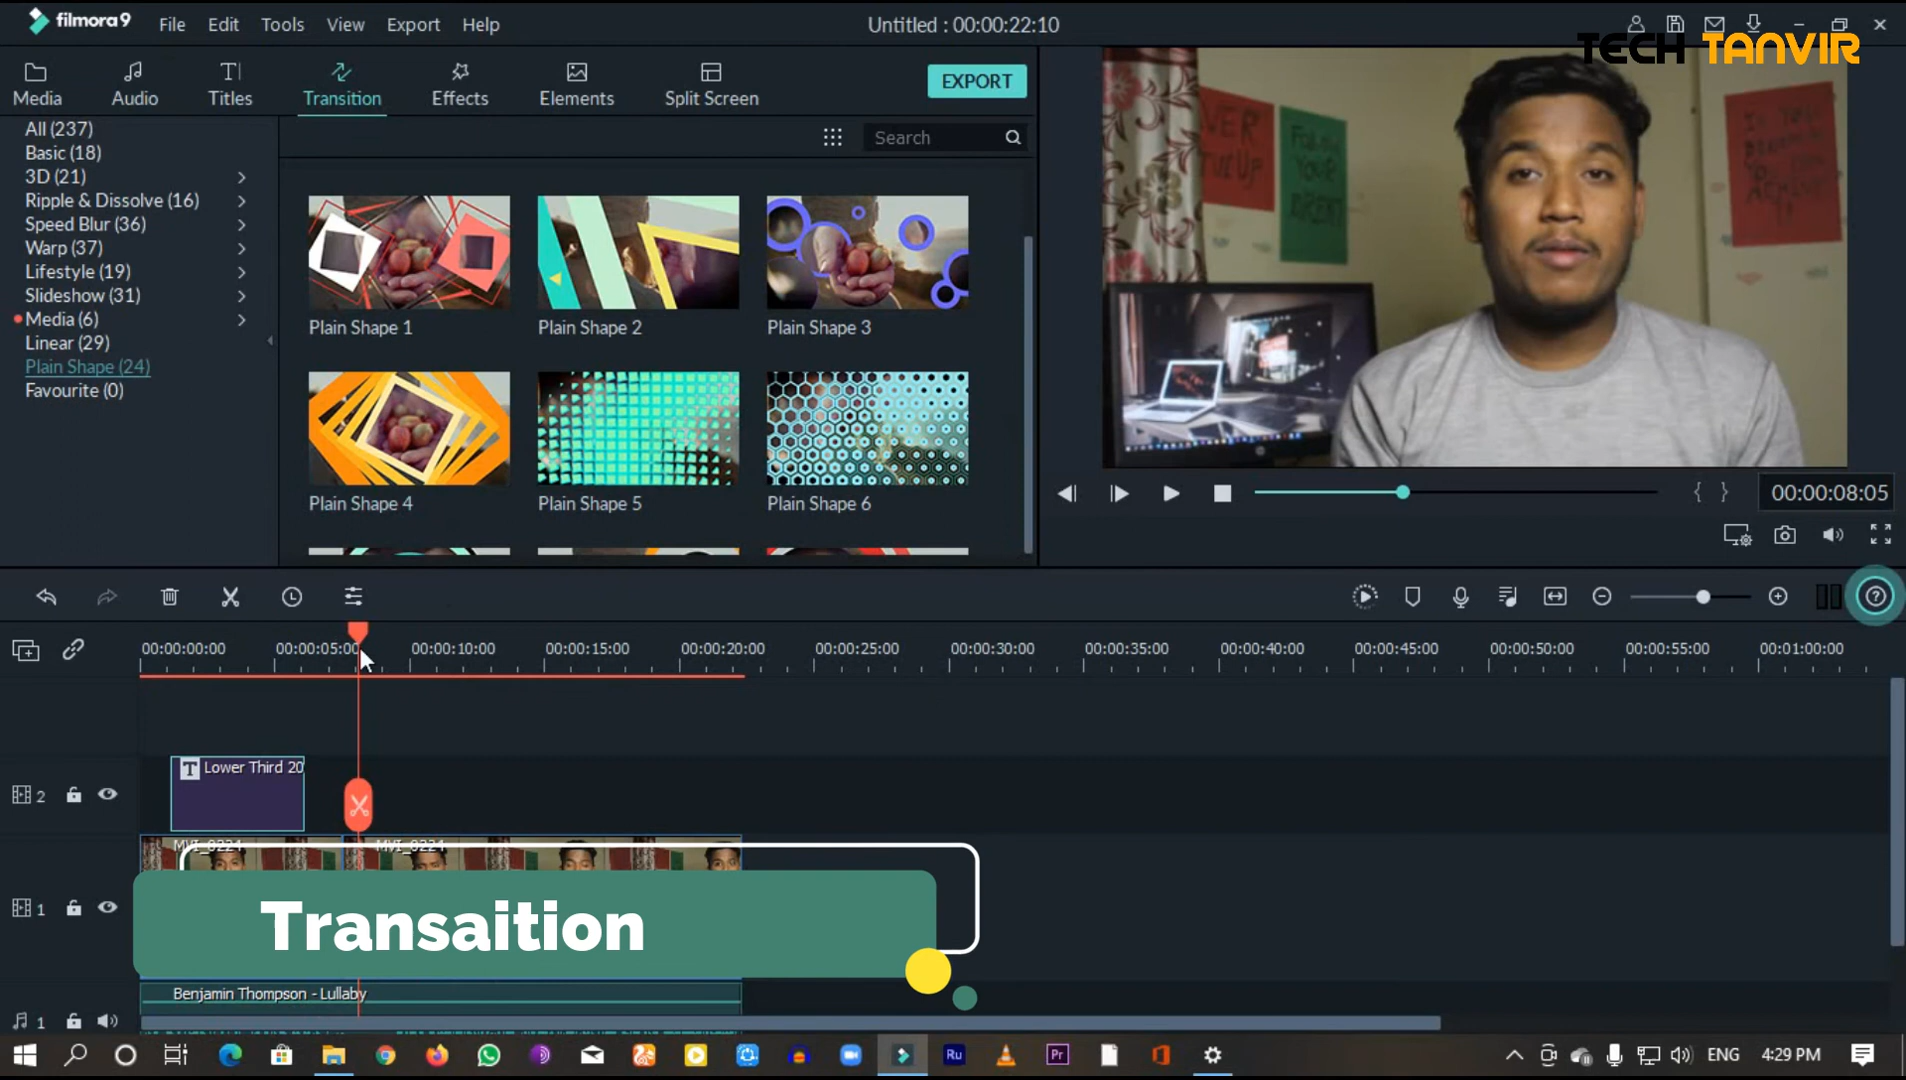 filmora9
File Edit Tools View Export Help
Untitled : 00:00:22:10
TECH TANVIR
Media Audio Titles Transition Effects Elements Split Screen
EXPORT
Search
All (237)
Basic (18)
3D (21)
Ripple & Dissolve (16)
Speed Blur (36)
Warp (37)
Lifestyle (19)
Slideshow (31)
Media (6)
Linear (29)
Plain Shape (24)
Favourite (0)
Plain Shape 1
Plain Shape 2
Plain Shape 3
Plain Shape 4
Plain Shape 5
Plain Shape 6
FOLLOW
YOUR
00:00:08:05
00:00:00:00 00:00:05:00 00:00:10:00 00:00:15:00 00:00:20:00 00:00:25:00 00:00:30:00 00:00:35:00 00:00:40:00 00:00:45:00 00:00:50:00 00:00:55:00 00:01:00:00
T Lower Third 20
2
MVI_0224 MVI_0224
1
Transaition
Benjamin Thompson - Lullaby
1
Ru
Pr
ENG
4:29 PM